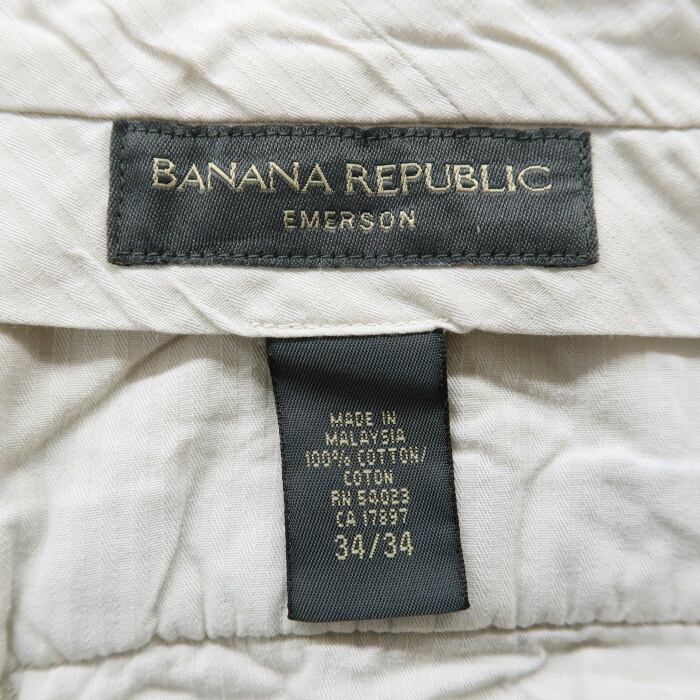 BANANA REPUBLIC
EMERSON
MADE IN
MALAYSIA
100% COTTON/
COTON
RN 54023
CA 17897
34/34